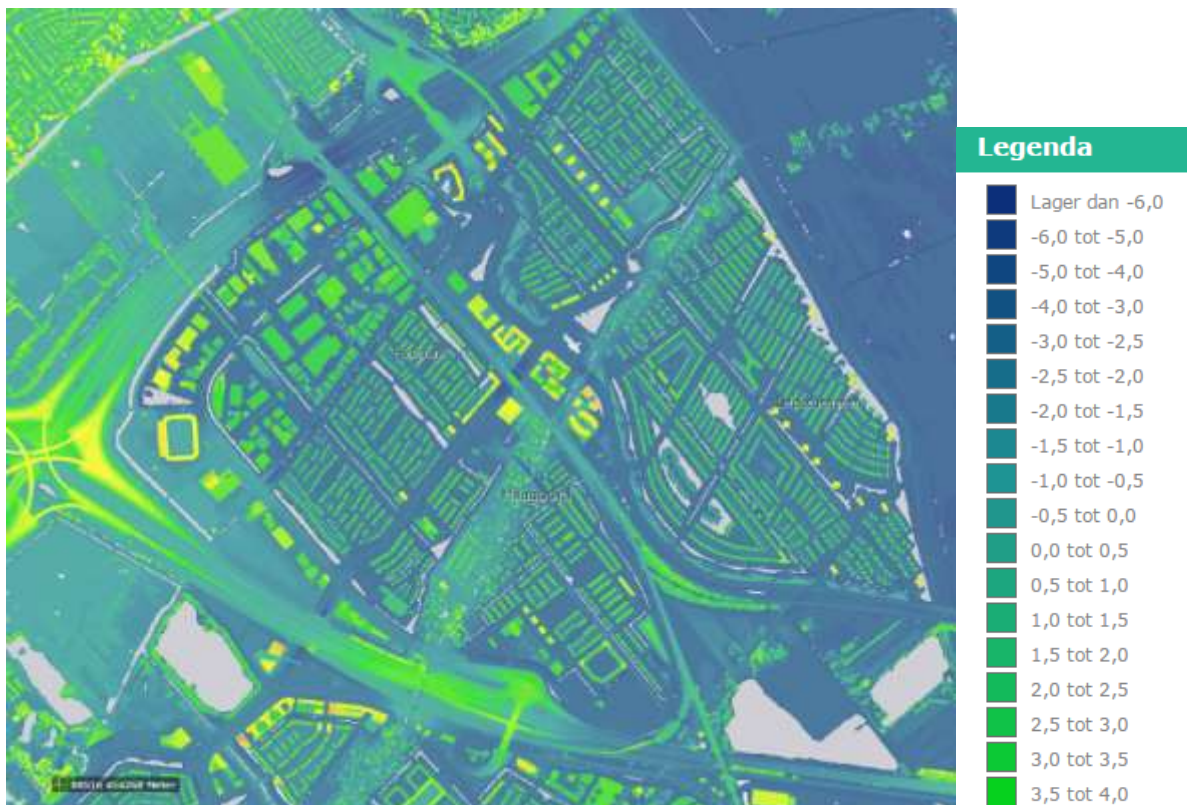 Legenda
Lager dan -6,0
-6,0 tot -5,0
-5,0 tot -4,0
-4,0 tot -3,0
-3,0 tot -2,5
-2,5 tot -2,0
-2,0 tot -1,5
-1,5 tot -1,0
-1,0 tot -0,5
-0,5 tot 0,0
0,0 tot 0,5
0,5 tot 1,0
1,0 tot 1,5
1,5 tot 2,0
2,0 tot 2,5
2,5 tot 3,0
3,0 tot 3,5
3,5 tot 4,0